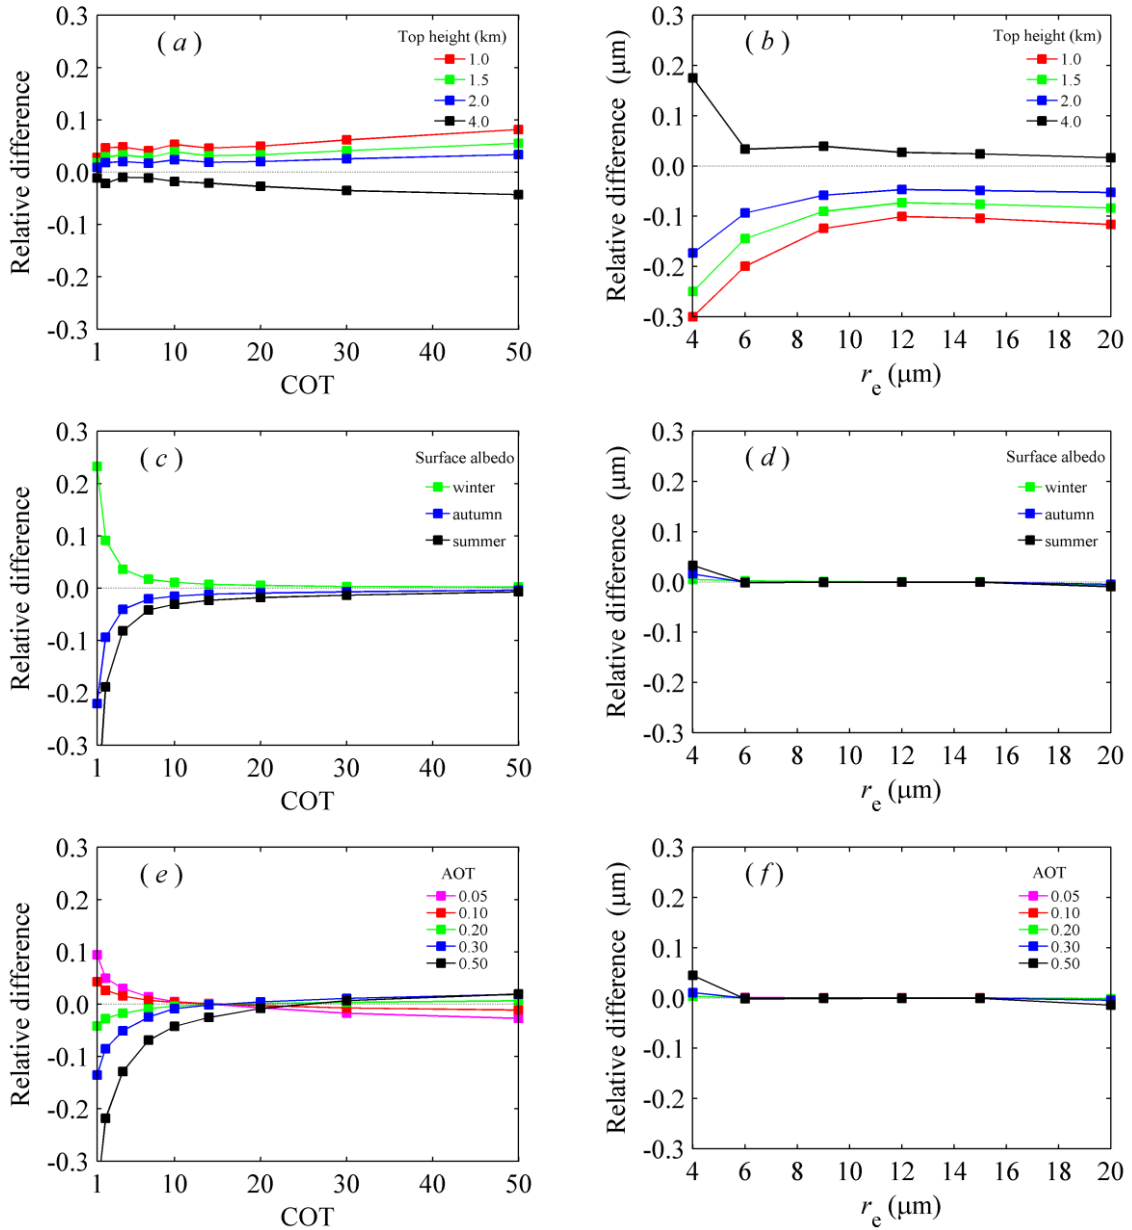 (a)
Top height (km)
1.0
1.5
2.0
4.0
0.3
0.2
0.1
0.0
-0.1
-0.2
-0.3
Relative difference
1 10 20 30 40 50
COT
(b)
Top height (km)
1.0
1.5
2.0
4.0
0.3
0.2
0.1
0.0
-0.1
-0.2
-0.3
Relative difference (μm)
4 6 8 10 12 14 16 18 20
re (μm)
(c)
Surface albedo
winter
autumn
summer
0.3
0.2
0.1
0.0
-0.1
-0.2
-0.3
Relative difference
1 10 20 30 40 50
COT
(d)
Surface albedo
winter
autumn
summer
0.3
0.2
0.1
0.0
-0.1
-0.2
-0.3
Relative difference (μm)
4 6 8 10 12 14 16 18 20
re (μm)
(e)
AOT
0.05
0.10
0.20
0.30
0.50
0.3
0.2
0.1
0.0
-0.1
-0.2
-0.3
Relative difference
1 10 20 30 40 50
COT
(f)
AOT
0.05
0.10
0.20
0.30
0.50
0.3
0.2
0.1
0.0
-0.1
-0.2
-0.3
Relative difference (μm)
4 6 8 10 12 14 16 18 20
re (μm)